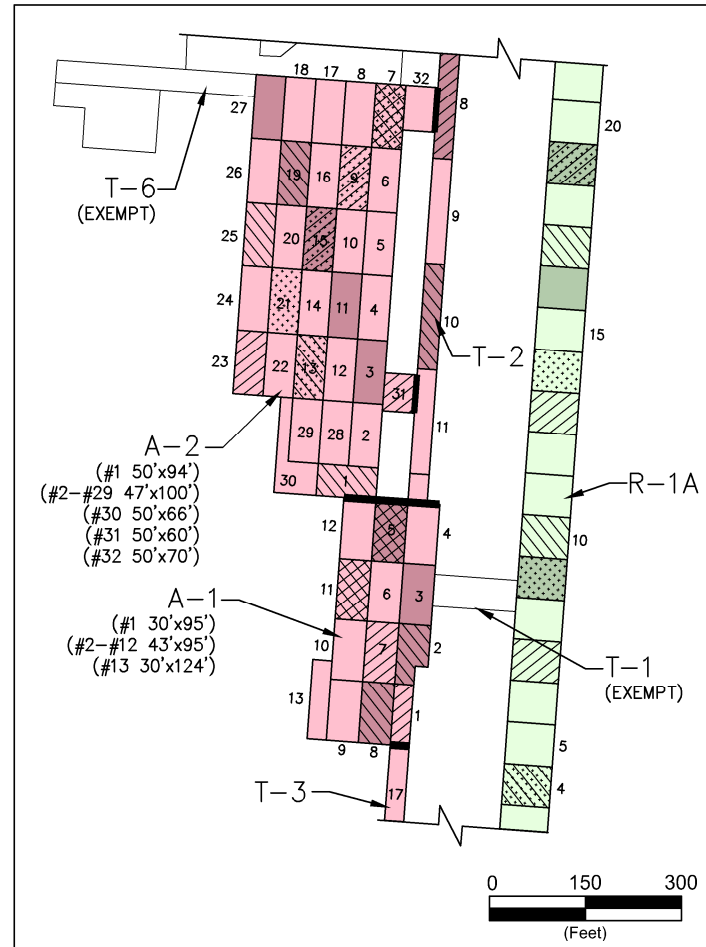 18 17 8 7 32
27
8
20
T-6
(EXEMPT)
26 19 16 9 6
9
25 20 15 10 5
24 21 14 11 4
10
15
T-2
23 22 13 12 3
31
11
A-2
(#1 50'x94')
(#2-#29 47'x100')
(#30 50'x66')
(#31 50'x60')
(#32 50'x70')
29 28 2
30 1
R-1A
10
12 5 4
11 6 3
A-1
(#1 30'x95')
(#2-#12 43'x95')
(#13 30'x124')
10 7 2
T-1
(EXEMPT)
13 1
9 8
5
4
T-3
17
0 150 300
(Feet)